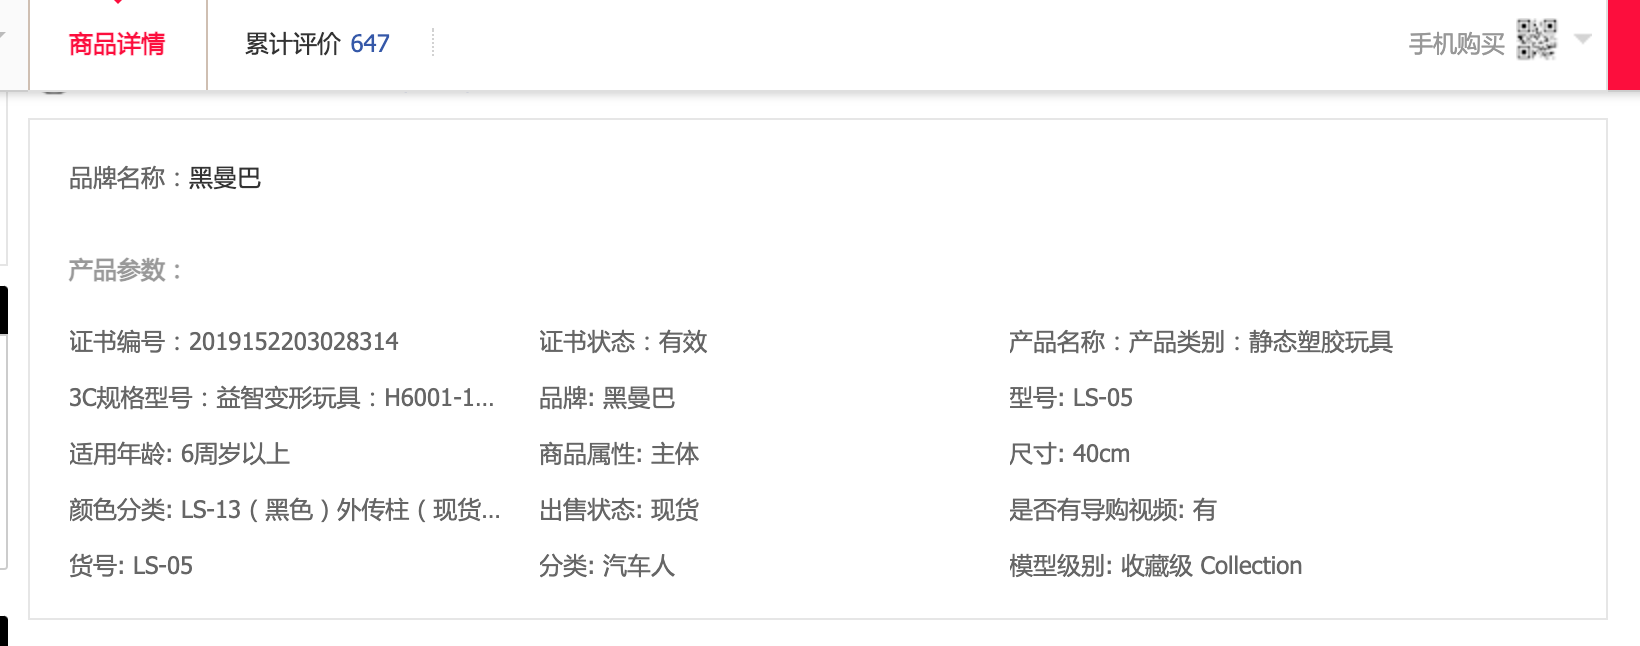 商品详情 累计评价 647 手机购买
品牌名称：黑曼巴
产品参数：
证书编号：2019152203028314 证书状态：有效 产品名称：产品类别：静态塑胶玩具
3C规格型号：益智变形玩具：H6001-1... 品牌: 黑曼巴 型号: LS-05
适用年龄: 6周岁以上 商品属性: 主体 尺寸: 40cm
颜色分类: LS-13（黑色）外传柱（现货... 出售状态: 现货 是否有导购视频: 有
货号: LS-05 分类: 汽车人 模型级别: 收藏级 Collection